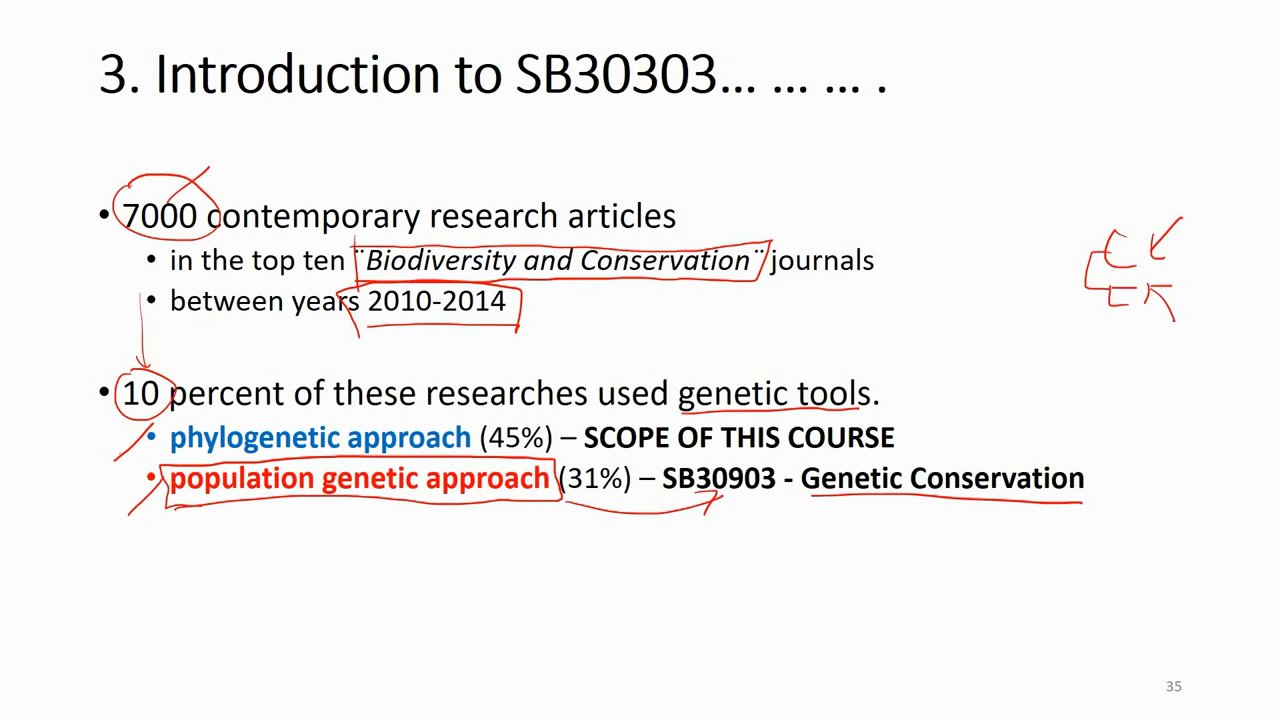 3. Introduction to SB30303… … … .
• 7000 contemporary research articles
• in the top ten ¨Biodiversity and Conservation¨ journals
• between years 2010-2014
• 10 percent of these researches used genetic tools.
• phylogenetic approach (45%) – SCOPE OF THIS COURSE
• population genetic approach (31%) – SB30903 - Genetic Conservation
35